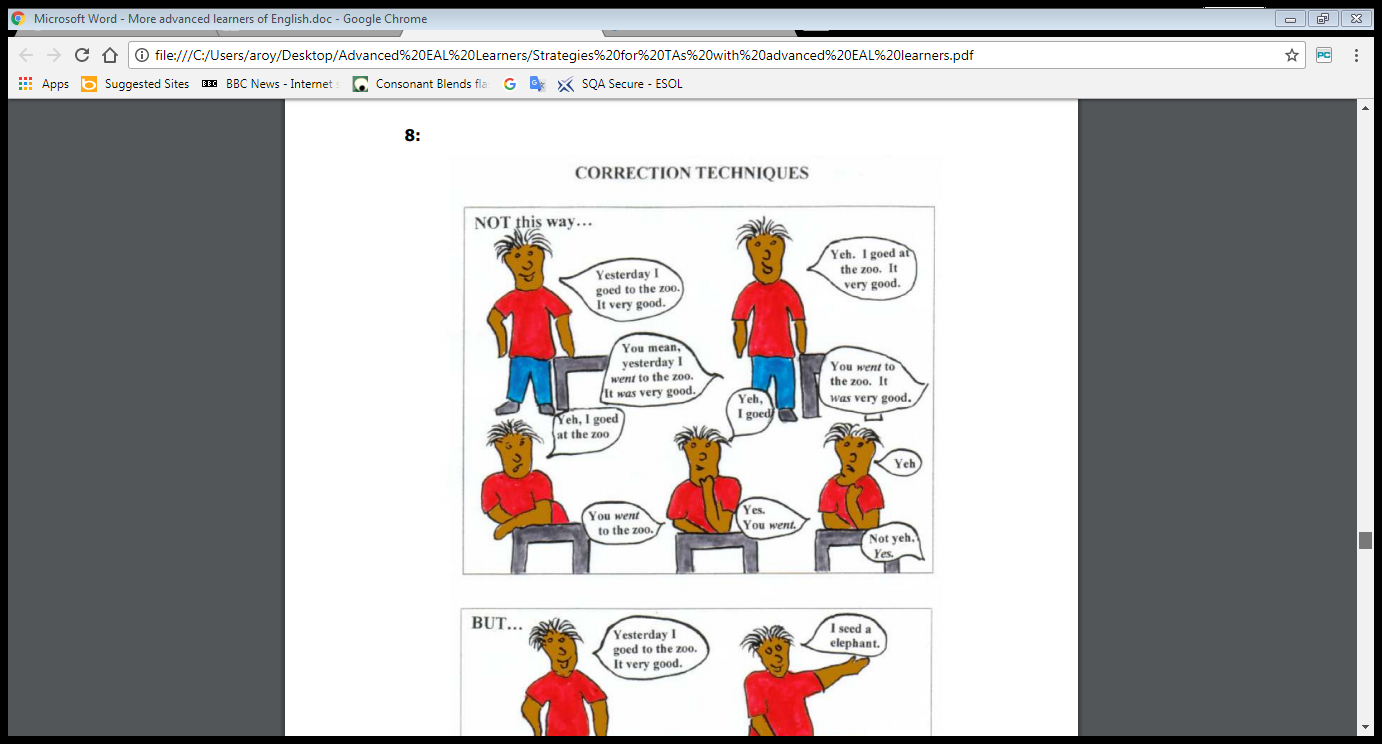 Microsoft Word - More advanced learners of English.doc - Google Chrome
file:///C:/Users/aroy/Desktop/Advanced%20EAL%20Learners/Strategies%20for%20TAs%20with%20advanced%20EAL%20learners.pdf
PC
Apps
Suggested Sites
BBC
BBC News - Internet
Consonant Blends fla
G
SQA Secure - ESOL
8:
CORRECTION TECHNIQUES
NOT this way…
Yesterday I
goed to the zoo.
It very good.
You mean,
yesterday I
went to the zoo.
It was very good.
Yeh. I goed at
the zoo. It
very good.
You went to
the zoo. It
was very good.
Yeh, I goed
at the zoo
You went
to the zoo.
Yeh,
I goed
Yes.
You went.
Yeh
Not yeh.
Yes.
BUT…
Yesterday I
goed to the zoo.
It very good.
I seed a
elephant.